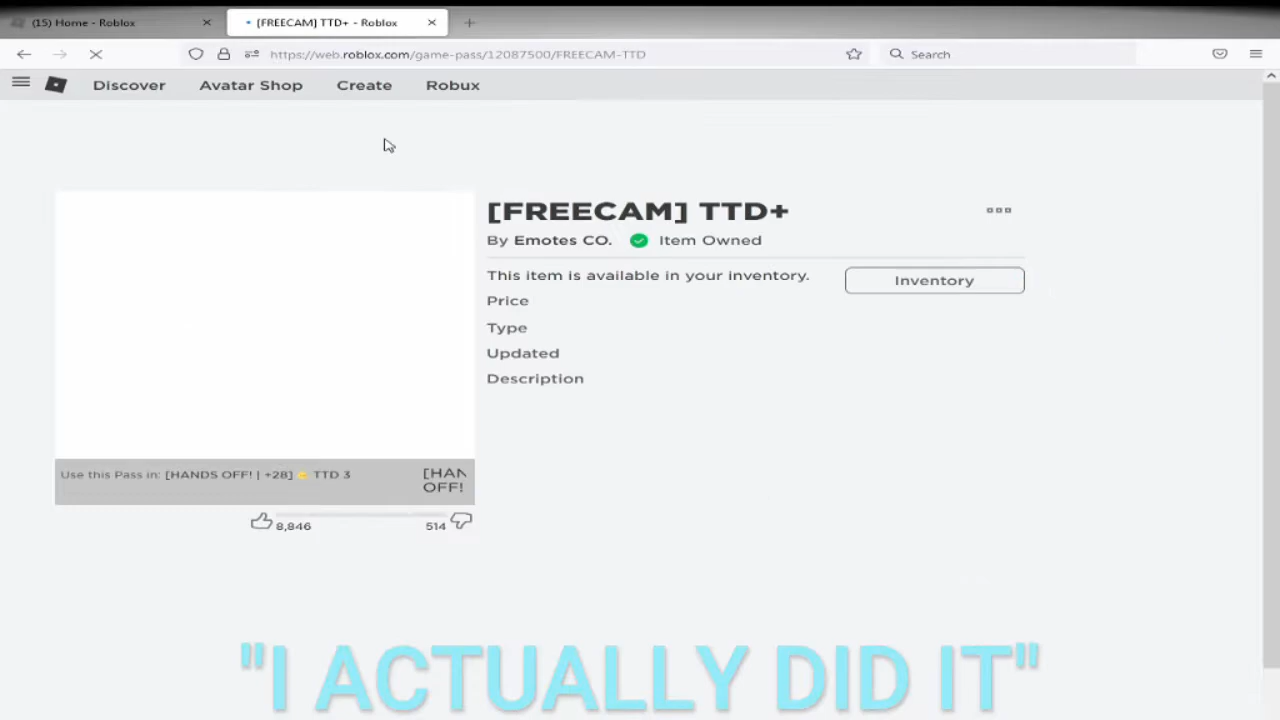 (15) Home - Roblox
[FREECAM] TTD+ - Roblox
https://web.roblox.com/game-pass/12087500/FREECAM-TTD
Search
Discover
Avatar Shop
Create
Robux
[FREECAM] TTD+
By Emotes CO.
Item Owned
This item is available in your inventory.
Inventory
Price
Type
Updated
Description
Use this Pass in: [HANDS OFF! | +28] TTD 3
[HAN
OFF!
8,846
514
"I ACTUALLY DID IT"